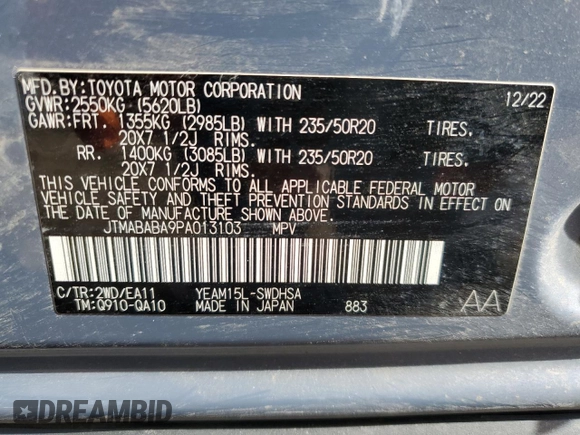 MFD.BY:TOYOTA MOTOR CORPORATION 12/22
GVWR:2550KG (5620LB)
GAWR:FRT. 1355KG (2985LB) WITH 235/50R20 TIRES.
20X7 1/2J RIMS.
RR. 1400KG (3085LB) WITH 235/50R20 TIRES.
20X7 1/2J RIMS.
THIS VEHICLE CONFORMS TO ALL APPLICABLE FEDERAL MOTOR
VEHICLE SAFETY AND THEFT PREVENTION STANDARDS IN EFFECT
ON THE DATE OF MANUFACTURE SHOWN ABOVE.
JTMABABA9PA013103 MPV
C/TR:2WD/EA11 YEAM15L-SWDHSA
TM:Q910-QA10 MADE IN JAPAN 883 AA
DREAMBID